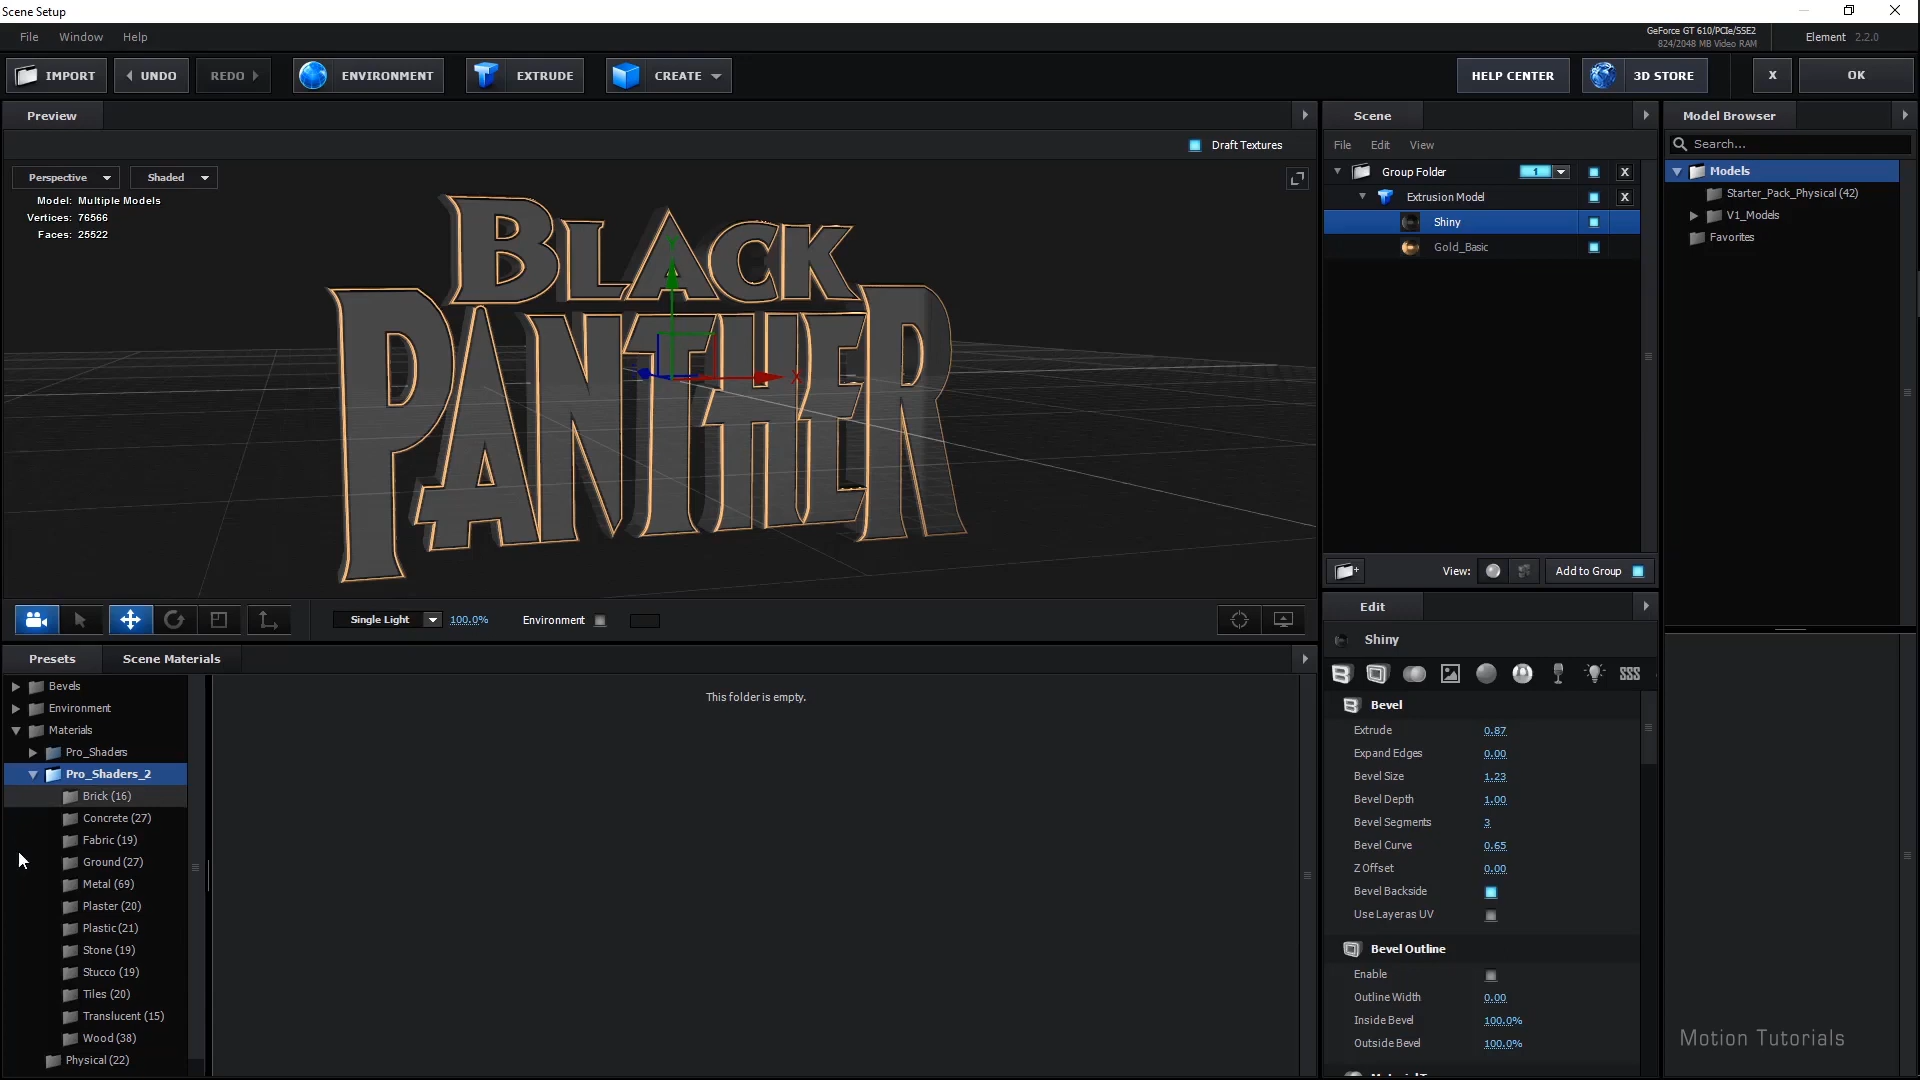 Scene Setup
File Window Help
GeForce GT 610/PCIe/SSE2
824/2048 MB Video RAM
Element 2.2.0
IMPORT UNDO REDO ENVIRONMENT EXTRUDE CREATE HELP CENTER 3D STORE X OK
Preview
Draft Textures
Perspective Shaded
Model: Multiple Models
Vertices: 76566
Faces: 25522
BLACK
PANTHER
X
Single Light 100.0% Environment
Scene
File Edit View
Group Folder 1 X
Extrusion Model X
Shiny
Gold_Basic
View: Add to Group
Model Browser
Search...
Models
Starter_Pack_Physical (42)
V1_Models
Favorites
Presets Scene Materials
Bevels
Environment
Materials
Pro_Shaders
Pro_Shaders_2
Brick (16)
Concrete (27)
Fabric (19)
Ground (27)
Metal (69)
Plaster (20)
Plastic (21)
Stone (19)
Stucco (19)
Tiles (20)
Translucent (15)
Wood (38)
Physical (22)
This folder is empty.
Edit
Shiny
Bevel
Extrude 0.87
Expand Edges 0.00
Bevel Size 1.23
Bevel Depth 1.00
Bevel Segments 3
Bevel Curve 0.65
Z Offset 0.00
Bevel Backside
Use Layer as UV
Bevel Outline
Enable
Outline Width 0.00
Inside Bevel 100.0%
Outside Bevel 100.0%
Motion Tutorials